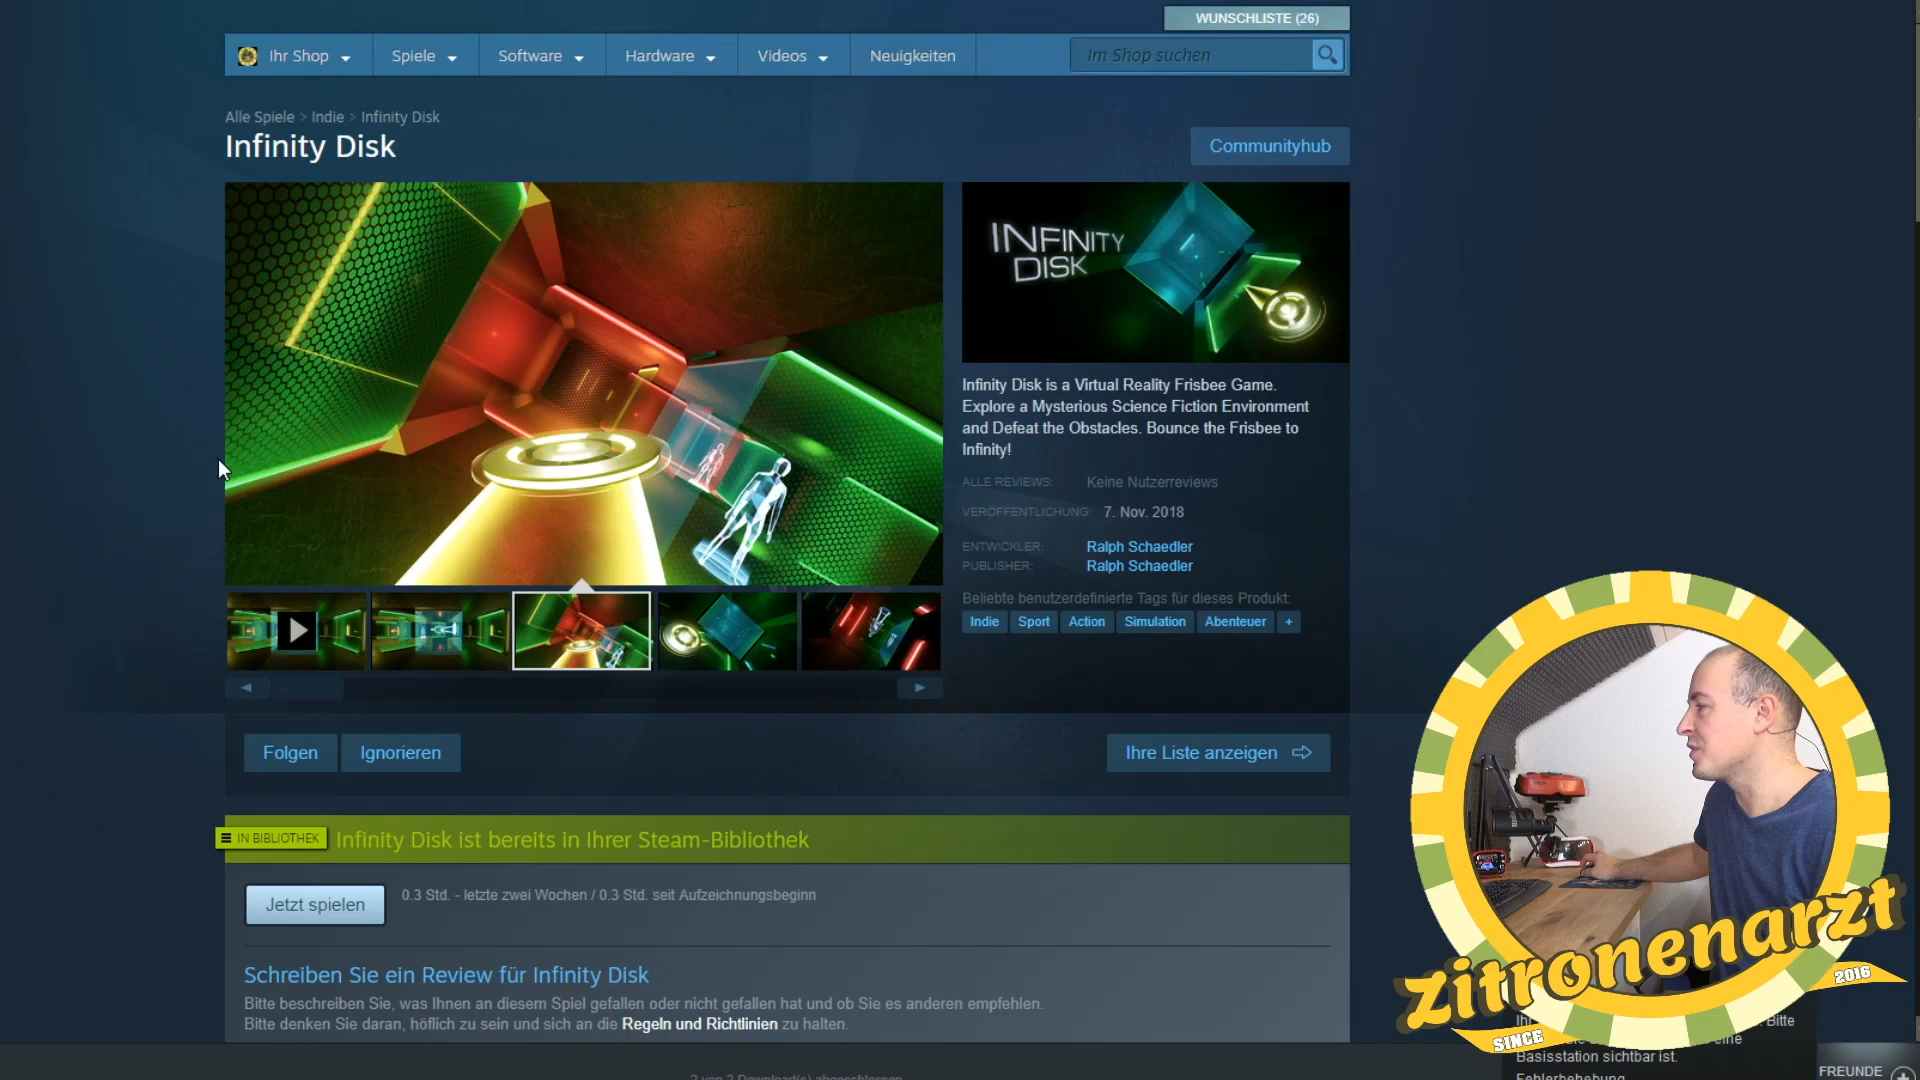 WUNSCHLISTE (26)
Ihr Shop
Spiele
Software
Hardware
Videos
Neuigkeiten
Im Shop suchen
Alle Spiele > Indie > Infinity Disk
Infinity Disk
Communityhub
INFINITY
DISK
Infinity Disk is a Virtual Reality Frisbee Game.
Explore a Mysterious Science Fiction Environment
and Defeat the Obstacles. Bounce the Frisbee to
Infinity!
ALLE REVIEWS: Keine Nutzerreviews
VERÖFFENTLICHUNG: 7. Nov. 2018
ENTWICKLER: Ralph Schaedler
PUBLISHER: Ralph Schaedler
Beliebte benutzerdefinierte Tags für dieses Produkt:
Indie Sport Action Simulation Abenteuer +
Folgen
Ignorieren
Ihre Liste anzeigen
IN BIBLIOTHEK
Infinity Disk ist bereits in Ihrer Steam-Bibliothek
Jetzt spielen
0.3 Std. - letzte zwei Wochen / 0.3 Std. seit Aufzeichnungsbeginn
Schreiben Sie ein Review für Infinity Disk
Bitte beschreiben Sie, was Ihnen an diesem Spiel gefallen oder nicht gefallen hat und ob Sie es anderen empfehlen.
Bitte denken Sie daran, höflich zu sein und sich an die Regeln und Richtlinien zu halten.
zitronenarzt
SINCE
2016
Bitte
Basisstation sichtbar ist.
Fehlerbehebung
FREUNDE